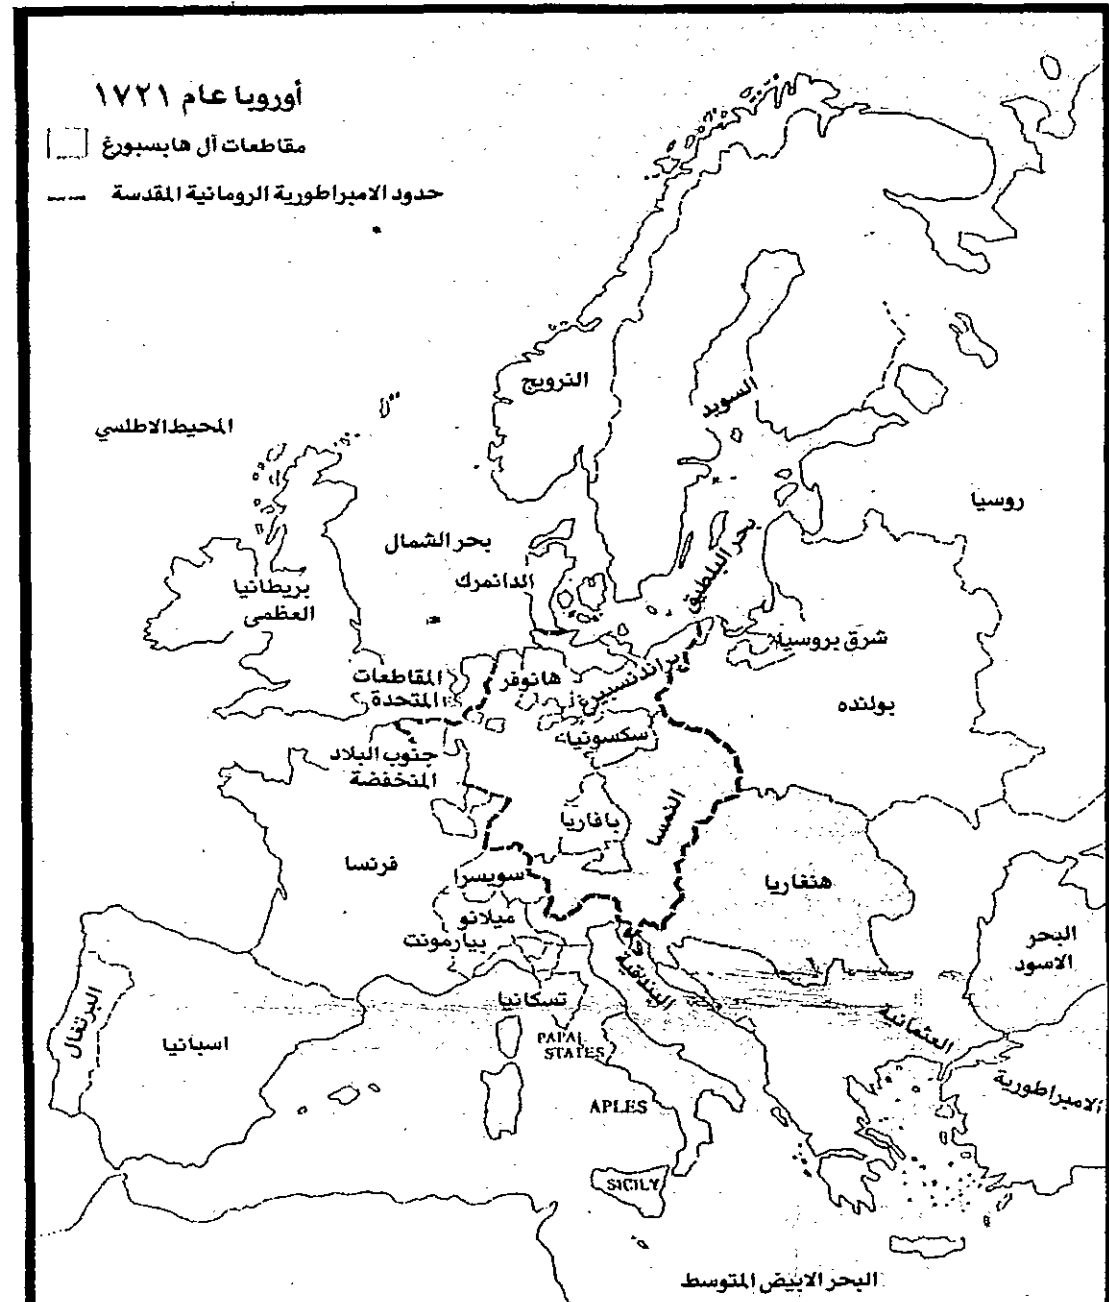 أوروبا عام ١٧٢١
مقاطعات آل هابسبورغ
حدود الامبراطورية الرومانية المقدسة
النرويج
السويد
المحيط الاطلسي
روسيا
بحر الشمال
بحر البلطيق
الدانمرك
بريطانيا
العظمى
شرق بروسيا
المقاطعات
المتحدة
هانوفر
براندنسبيرغ
بولنده
سكسونيا
جنوب البلاد
المنخفضة
النمسا
بافاريا
فرنسا
سويسرا
هنغاريا
ميلانو
بيارمونت
البحر
الاسود
البندقية
تسكانيا
البرتغال
اسبانيا
PAPAL
STATES
العثمانية
الامبراطورية
APLES
SICILY
البحر الابيض المتوسط